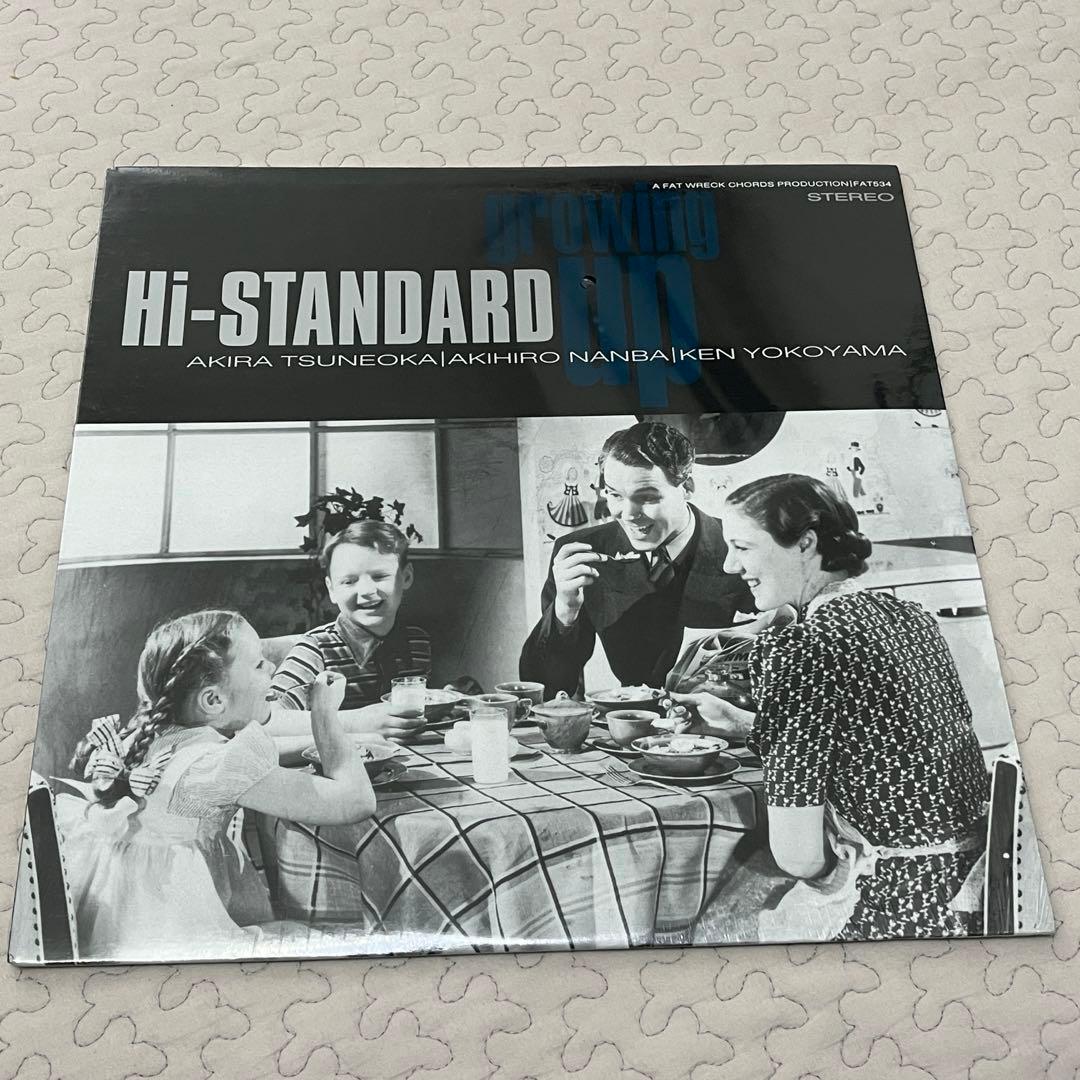 A FAT WRECK CHORDS PRODUCTION|FAT534
STEREO
growing
up
Hi-STANDARD
AKIRA TSUNEOKA|AKIHIRO NANBA|KEN YOKOYAMA